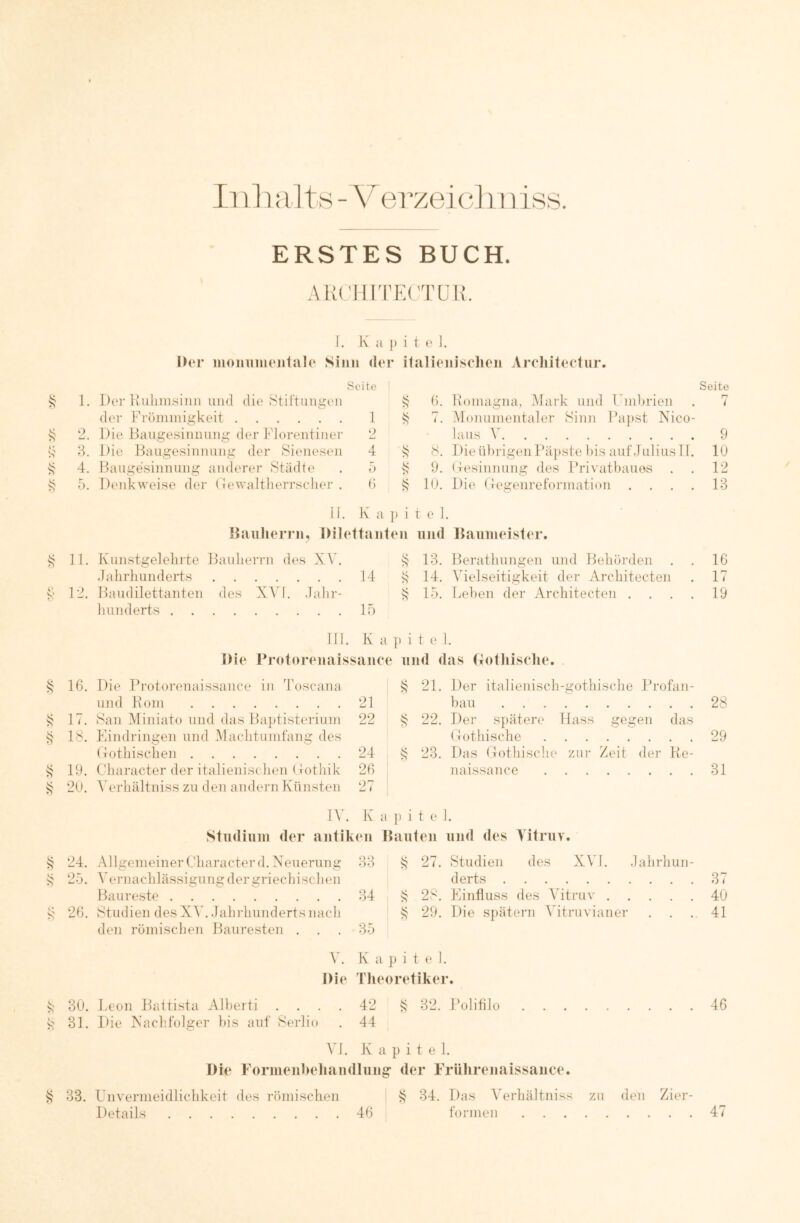 Inhalts-Verzeichniss.
ERSTES BUCH.
ARCHITECTUR.
I. Kapitel.
Der monumentale Sinn der italienischen Architectur.
Seite
§ 1. Der Ruhmsinn und die Stiftungen
der Frömmigkeit . . . . . . 1
§ 2. Die Baugesinnung der Florentiner 2
§ 3. Die Baugesinnung der Sienesen 4
§ 4. Baugesinnung anderer Städte . 5
§ 5. Denkweise der Gewaltherrscher . 6
Seite
§ 6. Romagna, Mark und Umbrien . 7
§ 7. Monumentaler Sinn Papst Nico-
laus V. . . . . . . . . . 9
§ 8. Die übrigen Päpste bis auf Julius II. 10
§ 9. Gesinnung des Privatbaues . . 12
§ 10. Die Gegenreformation . . . . 13
II. Kapitel.
Bauherrn, Dilettanten und Baumeister.
§ 11. Kunstgelehrte Bauherrn des XV.
Jahrhunderts . . . . . . . 14
§ 12. Baudilettanten des XVI. Jahr-
hunderts . . . . . . . . . 15
§ 13. Berathungen und Behörden . . 16
§ 14. Vielseitigkeit der Architecten . 17
§ 15. Leben der Architecten . . . . 19
III. Kapitel.
Die Protorenaissance und das Gothische.
§ 16. Die Protorenaissance in Toscana
und Rom . . . . . . . . 21
§ 17. San Miniato und das Baptisterium 22
§ 18. Eindringen und Machtumfang des
Gothischen . . . . . . . . 24
§ 19. Character der italienischen Gothik 26
§ 20. Verhältniss zu den andern Künsten 27
§ 21. Der italienisch-gothische Profan-
bau . . . . . . . . . . 28
§ 22. Der spätere Hass gegen das
Gothische . . . . . . . . 29
§ 23. Das Gothische zur Zeit der Re-
naissance . . . . . . . . 31
IV. Kapitel.
Studium der antiken Bauten und des Vitruv.
§ 24. Allgemeiner Character d. Neuerung 33
§ 25. Vernachlässigung der griechischen
Baureste . . . . . . . . . 34
§ 26. Studien des XV. Jahrhunderts nach
den römischen Bauresten . . . 35
§ 27. Studien des XVI. Jahrhun-
derts . . . . . . . . . 37
§ 28. Einfluss des Vitruv . . . . . 40
§ 29. Die spätern Vitruvianer . . . 41
V. Kapitel.
Die Theoretiker.
§ 30. Leon Battista Alberti . . . . 42
§ 31. Die Nachfolger bis auf Serlio . 44
§ 32. Polifilo . . . . . . . . . 46
VI. Kapitel.
Die Formenbehandlung der Frührenaissance.
§ 33. Unvermeidlichkeit des römischen
Details . . . . . . . . . 46
§ 34. Das Verhältniss zu den Zier-
formen . . . . . . . . . 47